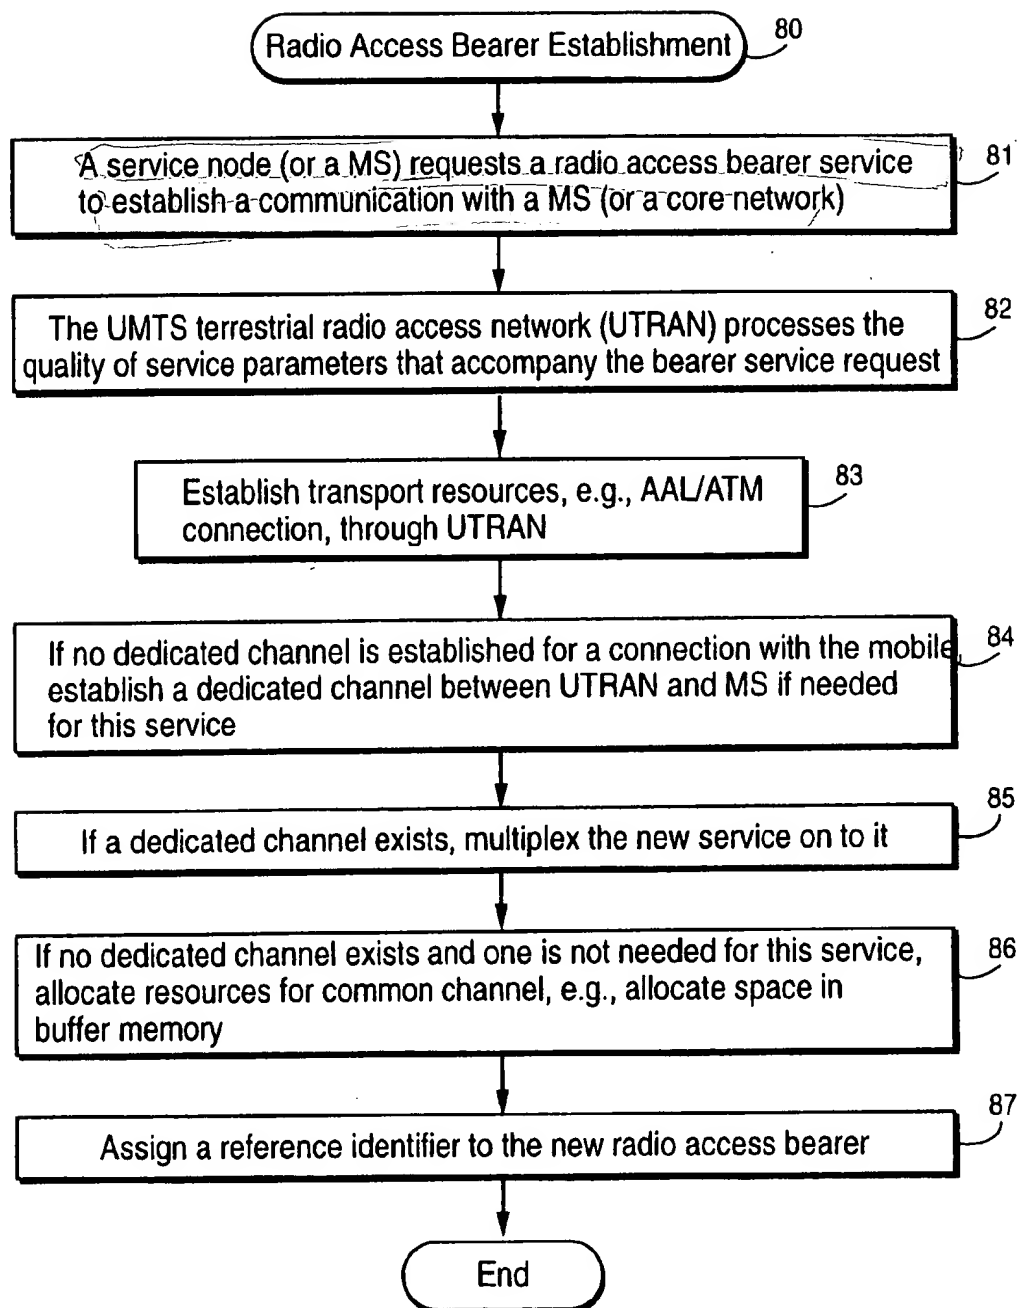 Radio Access Bearer Establishment
80
A service node (or a MS) requests a radio access bearer service
to establish a communication with a MS (or a core network)
81
The UMTS terrestrial radio access network (UTRAN) processes the
quality of service parameters that accompany the bearer service request
82
Establish transport resources, e.g., AAL/ATM
connection, through UTRAN
83
If no dedicated channel is established for a connection with the mobile,
establish a dedicated channel between UTRAN and MS if needed
for this service
84
If a dedicated channel exists, multiplex the new service on to it
85
If no dedicated channel exists and one is not needed for this service,
allocate resources for common channel, e.g., allocate space in
buffer memory
86
Assign a reference identifier to the new radio access bearer
87
End